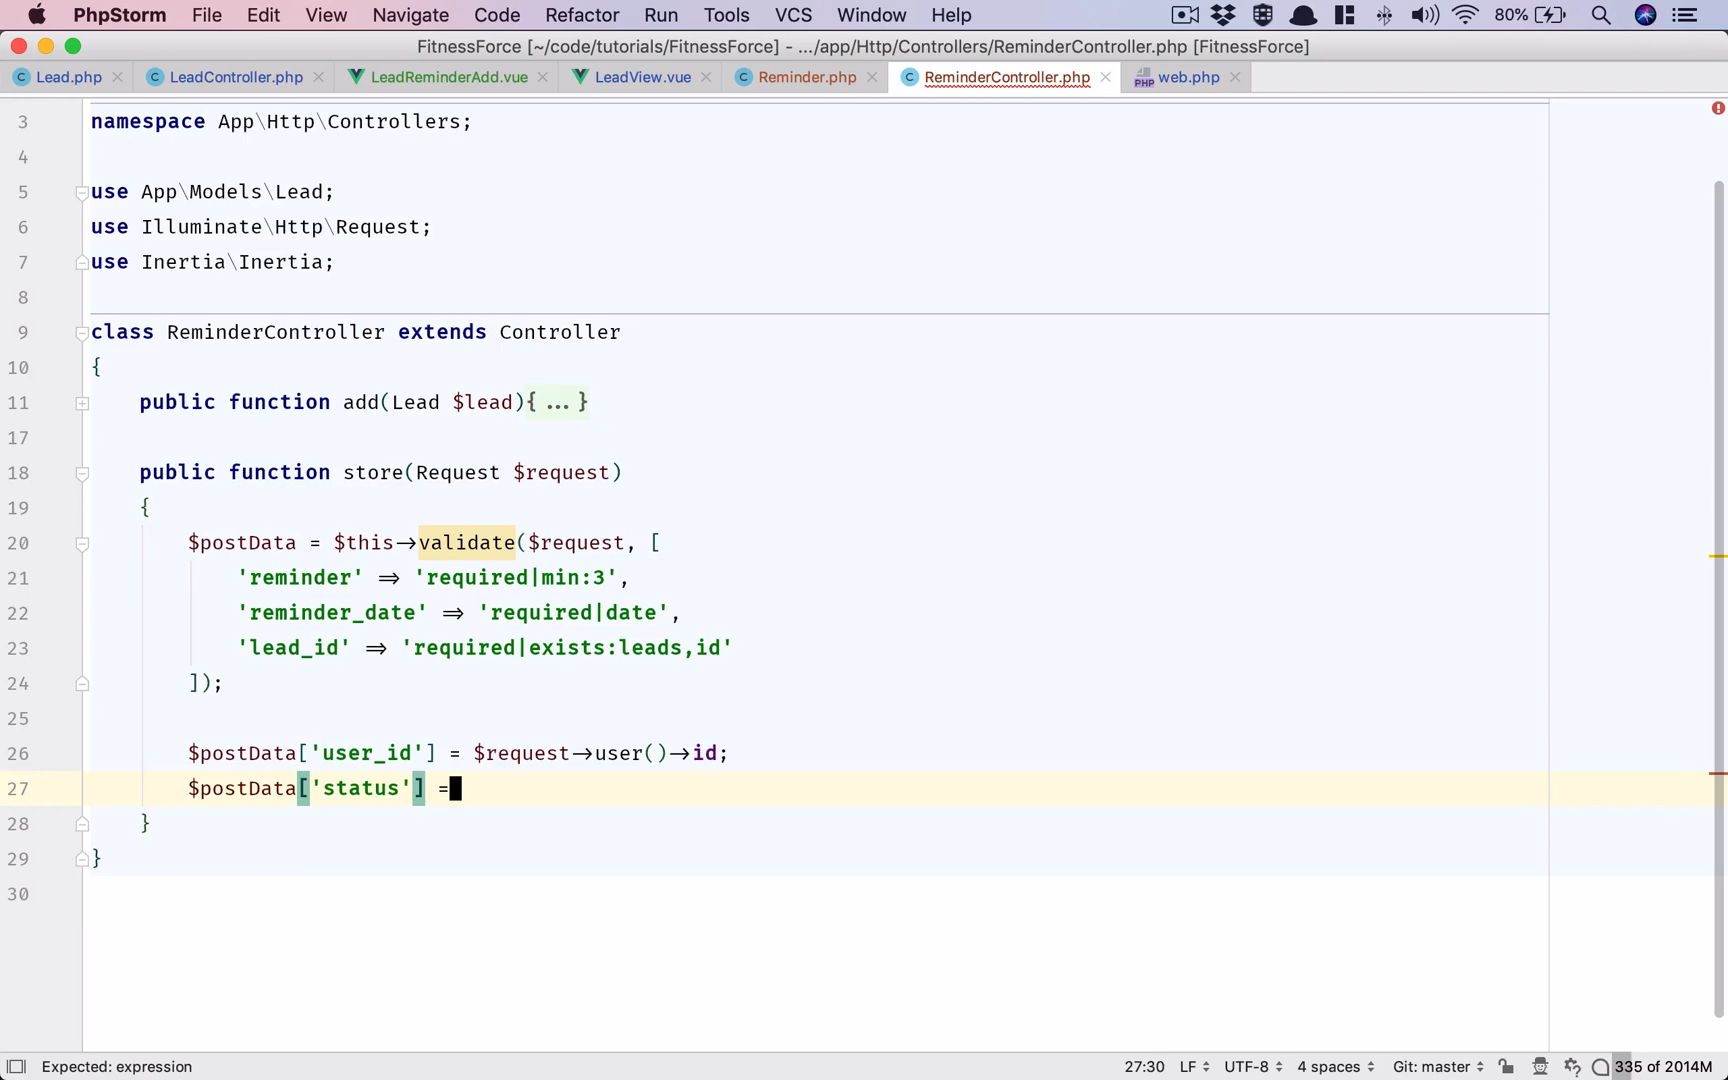 PhpStorm File Edit View Navigate Code Refactor Run Tools VCS Window Help 80%
FitnessForce [~/code/tutorials/FitnessForce] - .../app/Http/Controllers/ReminderController.php [FitnessForce]
Lead.php LeadController.php LeadReminderAdd.vue LeadView.vue Reminder.php ReminderController.php web.php
3 namespace App\Http\Controllers;
4
5 use App\Models\Lead;
6 use Illuminate\Http\Request;
7 use Inertia\Inertia;
8
9 class ReminderController extends Controller
10 {
11 public function add(Lead $lead){...}
17
18 public function store(Request $request)
19 {
20 $postData = $this->validate($request, [
21 'reminder' => 'required|min:3',
22 'reminder_date' => 'required|date',
23 'lead_id' => 'required|exists:leads,id'
24 ]);
25
26 $postData['user_id'] = $request->user()->id;
27 $postData['status'] =
28 }
29 }
30
Expected: expression 27:30 LF UTF-8 4 spaces Git: master 335 of 2014M